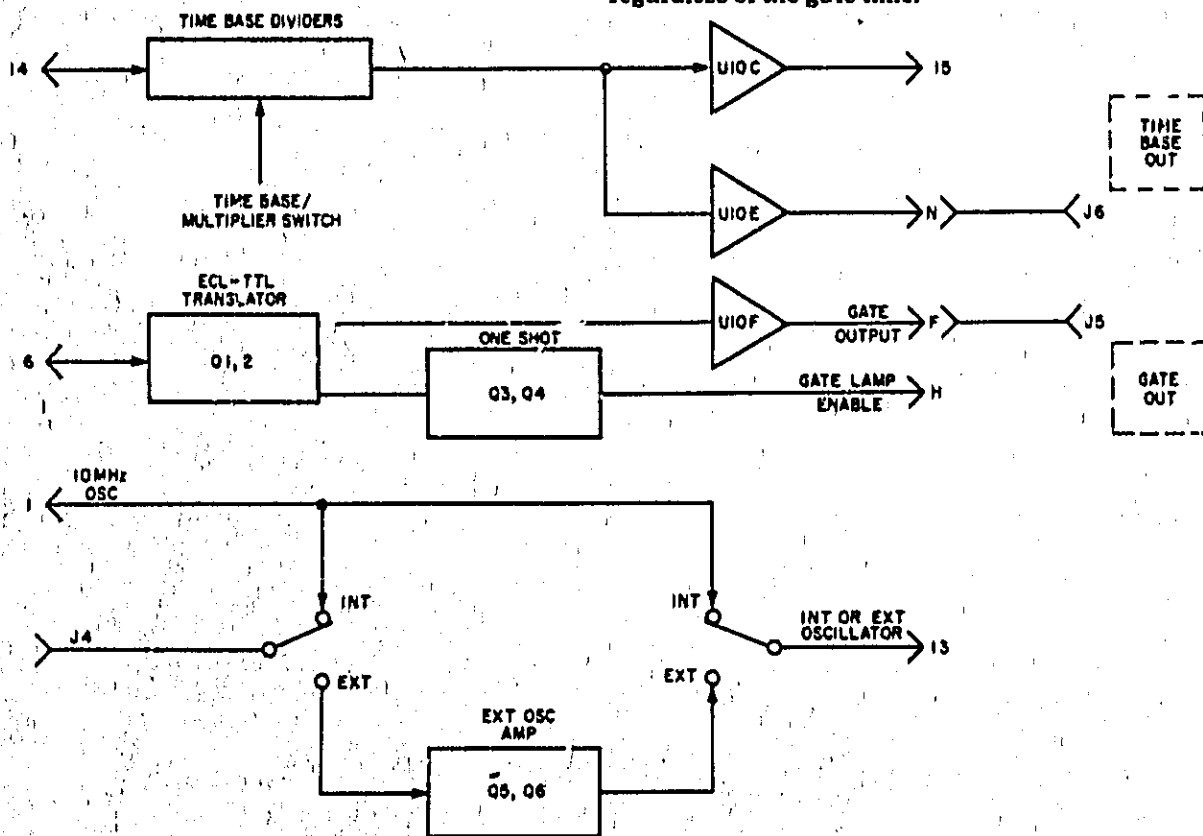 regardless of the gate time.
TIME BASE DIVIDERS
14
U10C
15
TIME
BASE
OUT
TIME BASE/
MULTIPLIER SWITCH
U10E
N
J6
ECL-TTL
TRANSLATOR
Q1, 2
6
U10F
GATE
OUTPUT
F
J5
ONE SHOT
Q3, Q4
GATE LAMP
ENABLE
H
GATE
OUT
10MHz
OSC
1
INT
INT
J4
INT OR EXT
OSCILLATOR
13
EXT
EXT
EXT OSC
AMP
Q5, Q6